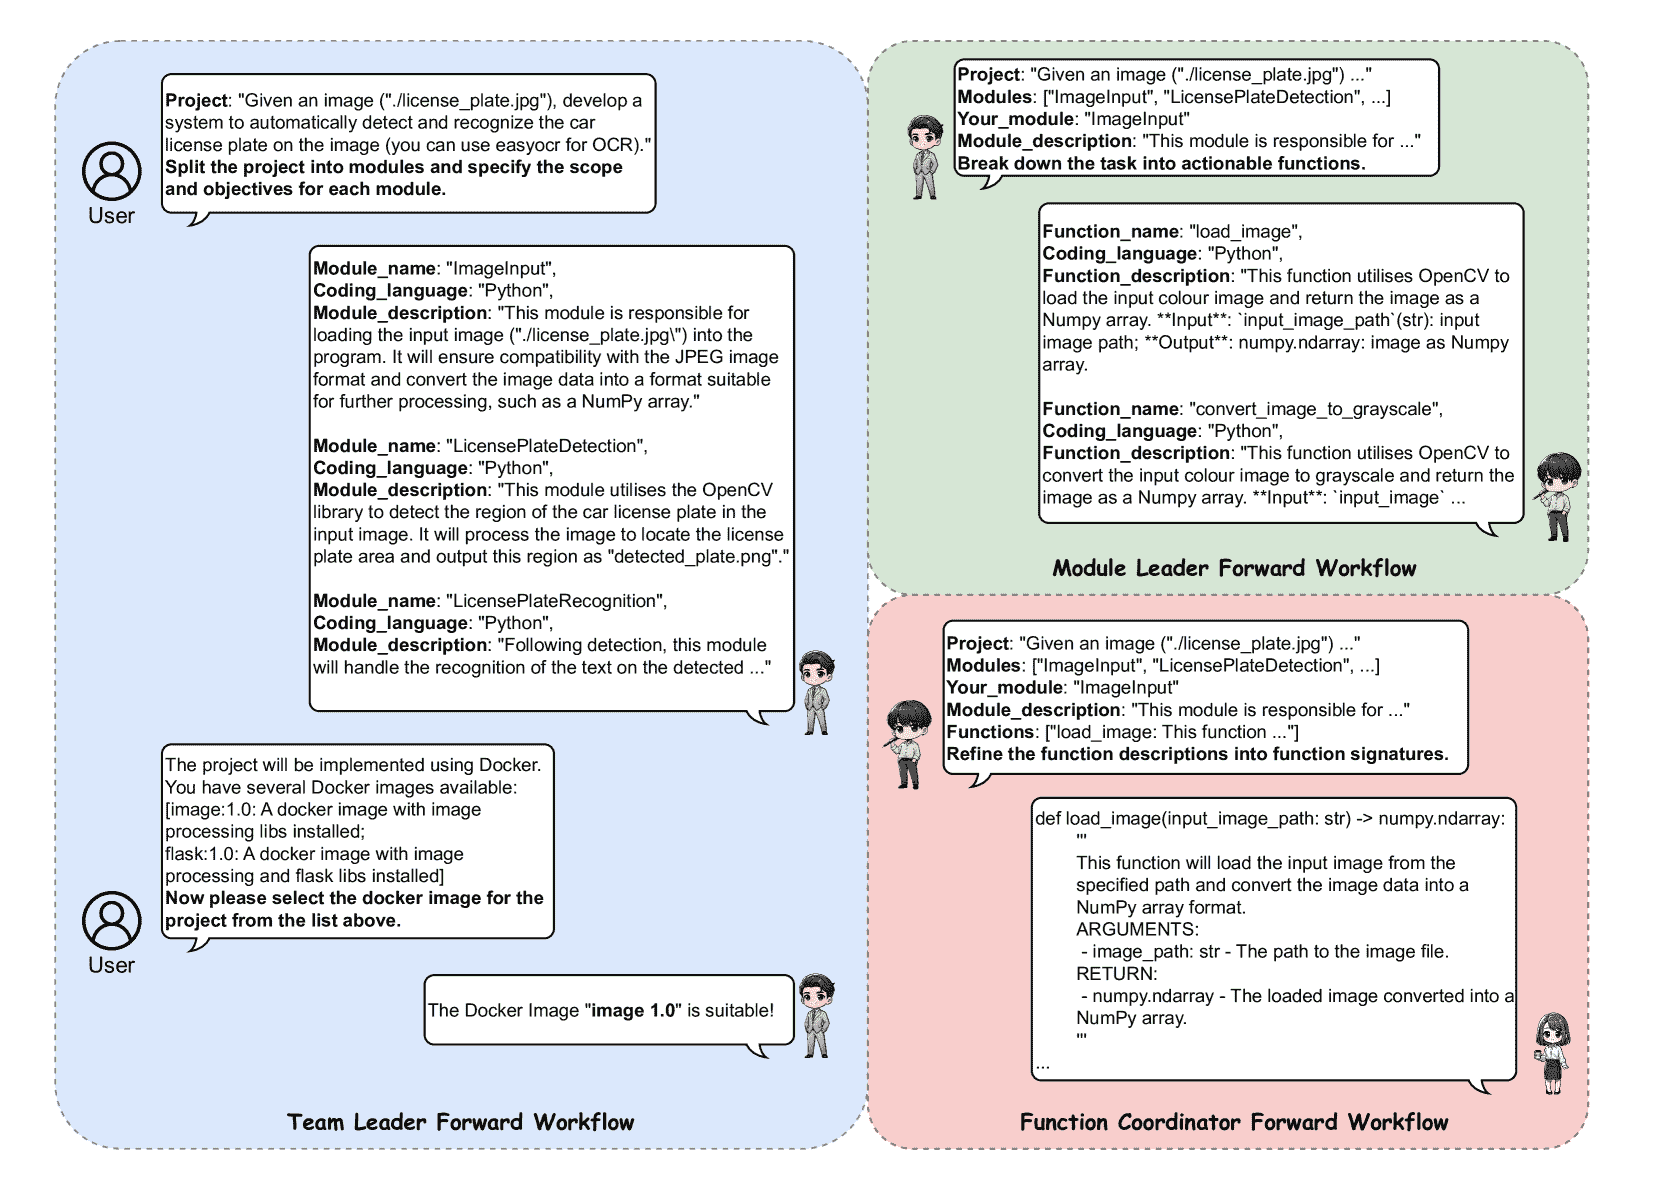 Project: "Given an image ("./license_plate.jpg"), develop a
system to automatically detect and recognize the car
license plate on the image (you can use easyocr for OCR)."
Split the project into modules and specify the scope
and objectives for each module.
User
Module_name: "ImageInput",
Coding_language: "Python",
Module_description: "This module is responsible for
loading the input image ("./license_plate.jpg\") into the
program. It will ensure compatibility with the JPEG image
format and convert the image data into a format suitable
for further processing, such as a NumPy array."
Module_name: "LicensePlateDetection",
Coding_language: "Python",
Module_description: "This module utilises the OpenCV
library to detect the region of the car license plate in the
input image. It will process the image to locate the license
plate area and output this region as "detected_plate.png"."
Module_name: "LicensePlateRecognition",
Coding_language: "Python",
Module_description: "Following detection, this module
will handle the recognition of the text on the detected ..."
The project will be implemented using Docker.
You have several Docker images available:
[image:1.0: A docker image with image
processing libs installed;
flask:1.0: A docker image with image
processing and flask libs installed]
Now please select the docker image for the
project from the list above.
User
The Docker Image "image 1.0" is suitable!
Team Leader Forward Workflow
Project: "Given an image ("./license_plate.jpg") ..."
Modules: ["ImageInput", "LicensePlateDetection", ...]
Your_module: "ImageInput"
Module_description: "This module is responsible for ..."
Break down the task into actionable functions.
Function_name: "load_image",
Coding_language: "Python",
Function_description: "This function utilises OpenCV to
load the input colour image and return the image as a
Numpy array. **Input**: `input_image_path`(str): input
image path; **Output**: numpy.ndarray: image as Numpy
array.
Function_name: "convert_image_to_grayscale",
Coding_language: "Python",
Function_description: "This function utilises OpenCV to
convert the input colour image to grayscale and return the
image as a Numpy array. **Input**: `input_image` ...
Module Leader Forward Workflow
Project: "Given an image ("./license_plate.jpg") ..."
Modules: ["ImageInput", "LicensePlateDetection", ...]
Your_module: "ImageInput"
Module_description: "This module is responsible for ..."
Functions: ["load_image: This function ..."]
Refine the function descriptions into function signatures.
def load_image(input_image_path: str) -> numpy.ndarray:
'''
This function will load the input image from the
specified path and convert the image data into a
NumPy array format.
ARGUMENTS:
- image_path: str - The path to the image file.
RETURN:
- numpy.ndarray - The loaded image converted into a
NumPy array.
'''
...
Function Coordinator Forward Workflow